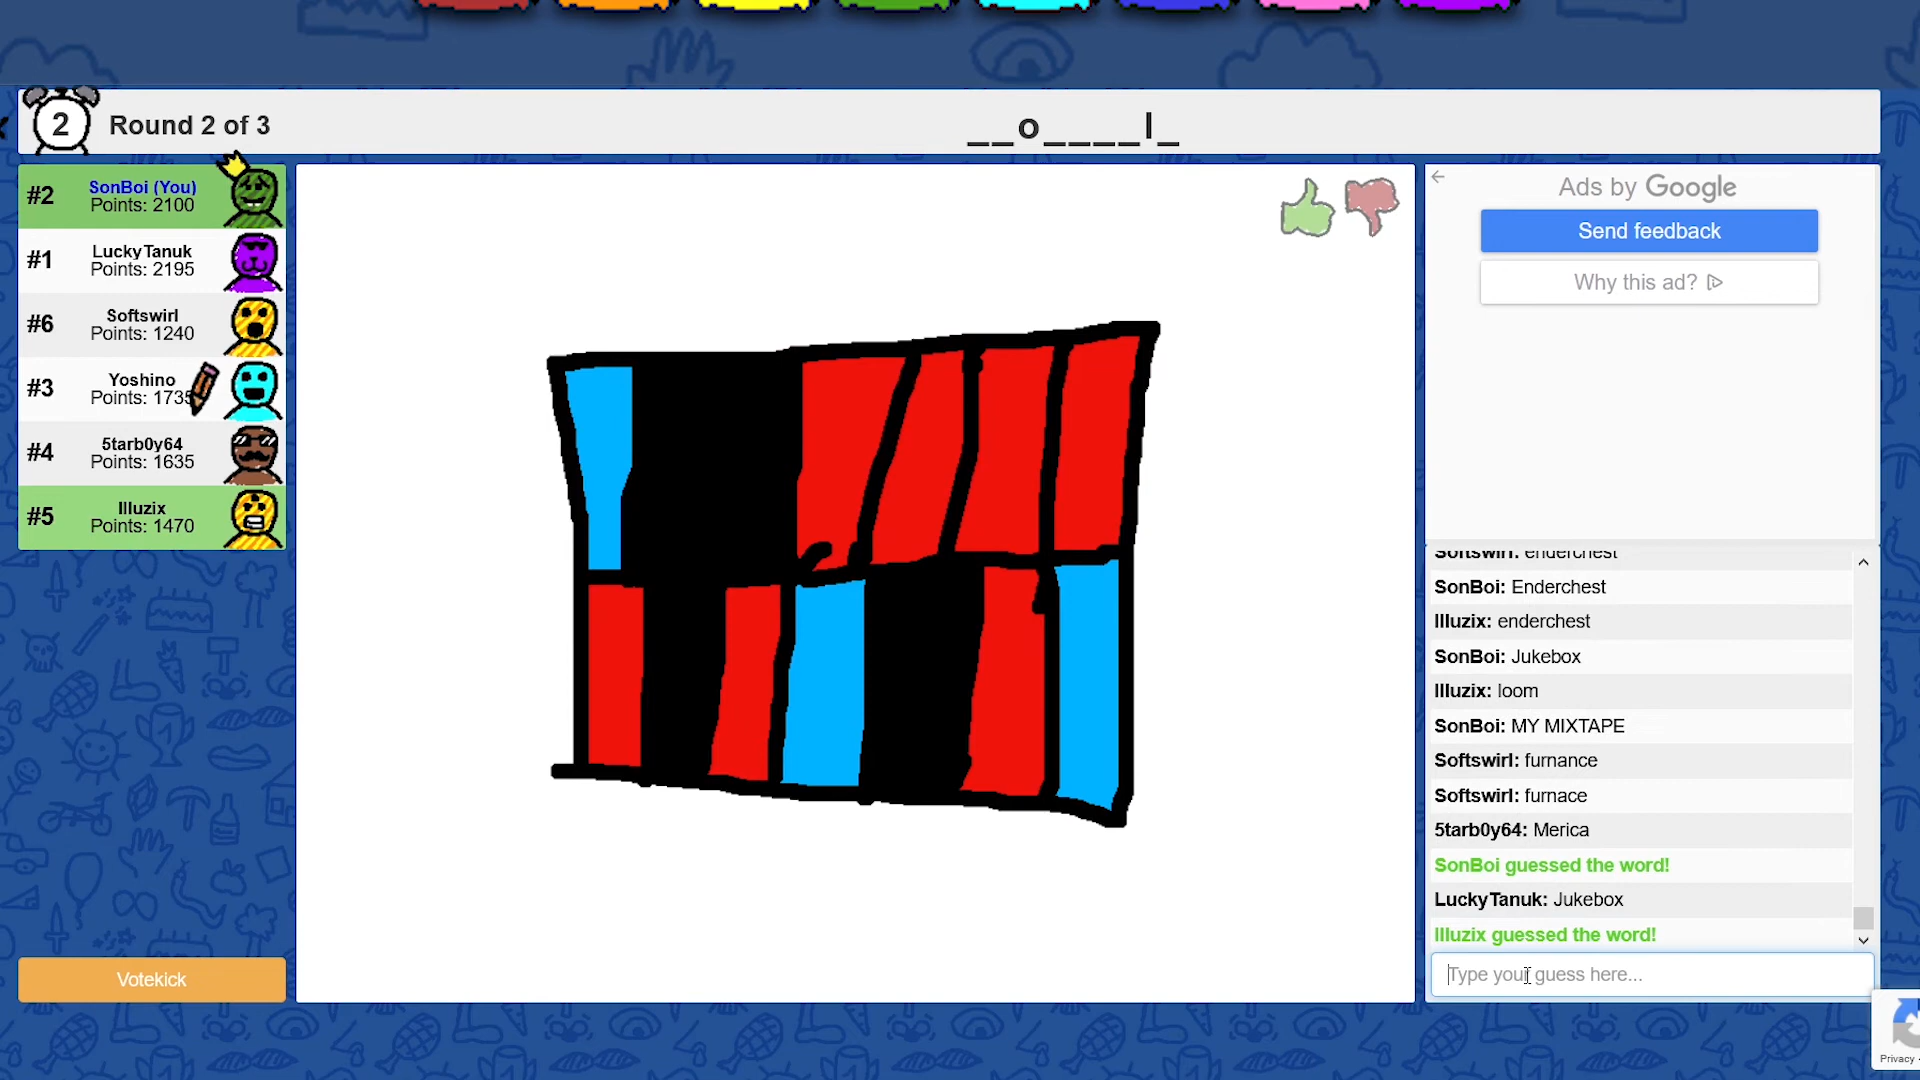 2
Round 2 of 3
__o____l_
#2 SonBoi (You)
Points: 2100
#1 LuckyTanuk
Points: 2195
#6 Softswirl
Points: 1240
#3 Yoshino
Points: 1735
#4 5tarb0y64
Points: 1635
#5 Illuzix
Points: 1470
Votekick
Ads by Google
Send feedback
Why this ad?
Softswirl: enderchest
SonBoi: Enderchest
Illuzix: enderchest
SonBoi: Jukebox
Illuzix: loom
SonBoi: MY MIXTAPE
Softswirl: furnance
Softswirl: furnace
5tarb0y64: Merica
SonBoi guessed the word!
LuckyTanuk: Jukebox
Illuzix guessed the word!
Type your guess here...
Privacy -